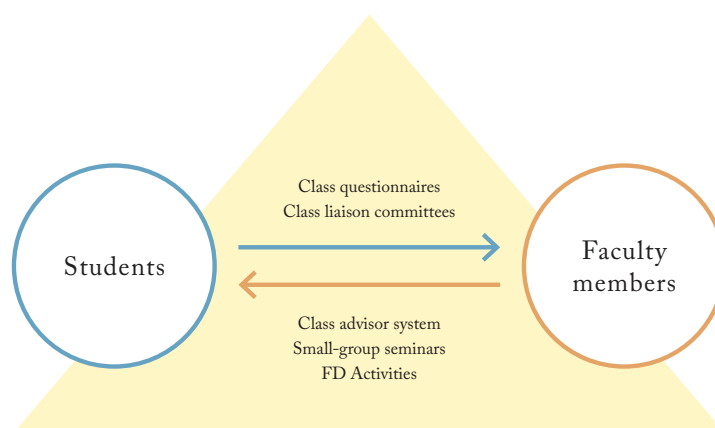 Class questionnaires
Class liaison committees
Students
Faculty
members
Class advisor system
Small-group seminars
FD Activities